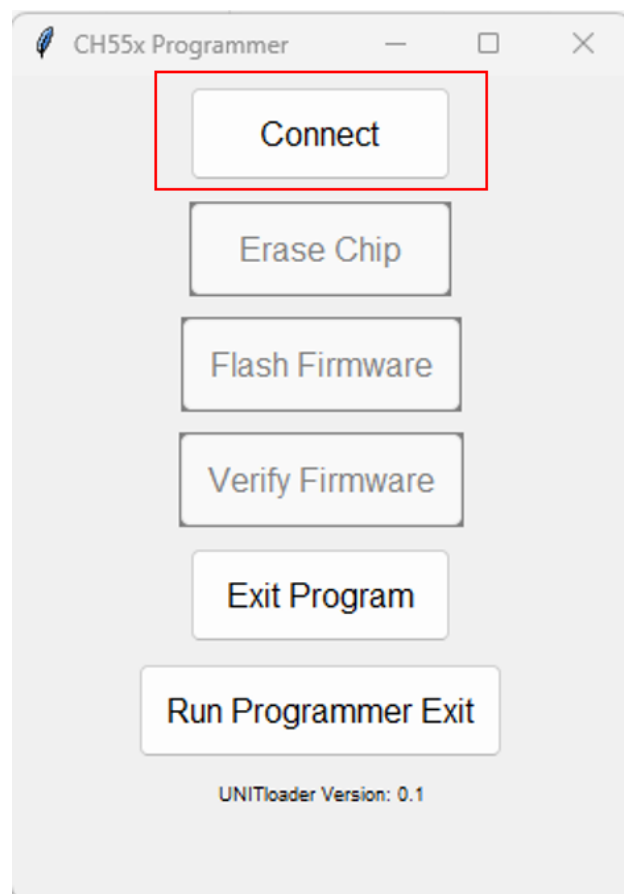 CH55x Programmer
Connect
Erase Chip
Flash Firmware
Verify Firmware
Exit Program
Run Programmer Exit
UNITloader Version: 0.1